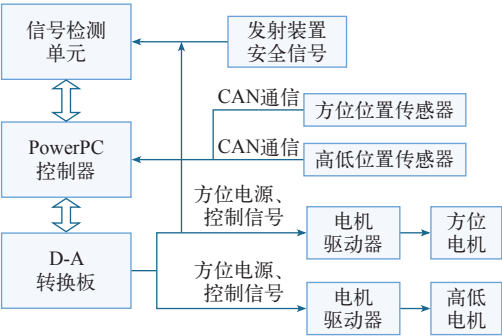 信号检测
单元
发射装置
安全信号
CAN通信
方位位置传感器
PowerPC
控制器
CAN通信
高低位置传感器
方位电源、
控制信号
电机
驱动器
方位
电机
D-A
转换板
方位电源、
控制信号
电机
驱动器
高低
电机